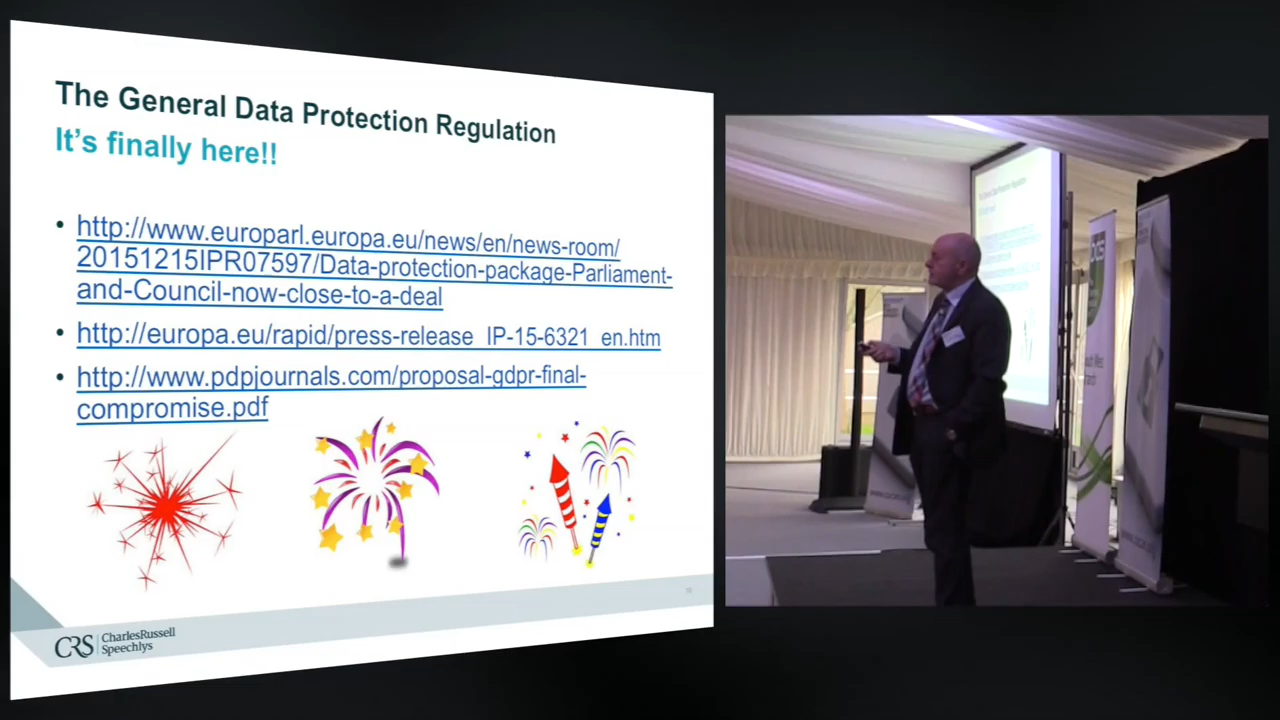 The General Data Protection Regulation
It's finally here!!
• http://www.europarl.europa.eu/news/en/news-room/
20151215IPR07597/Data-protection-package-Parliament-
and-Council-now-close-to-a-deal
• http://europa.eu/rapid/press-release_IP-15-6321_en.htm
• http://www.pdpjournals.com/proposal-gdpr-final-
compromise.pdf
CRS CharlesRussell
Speechlys